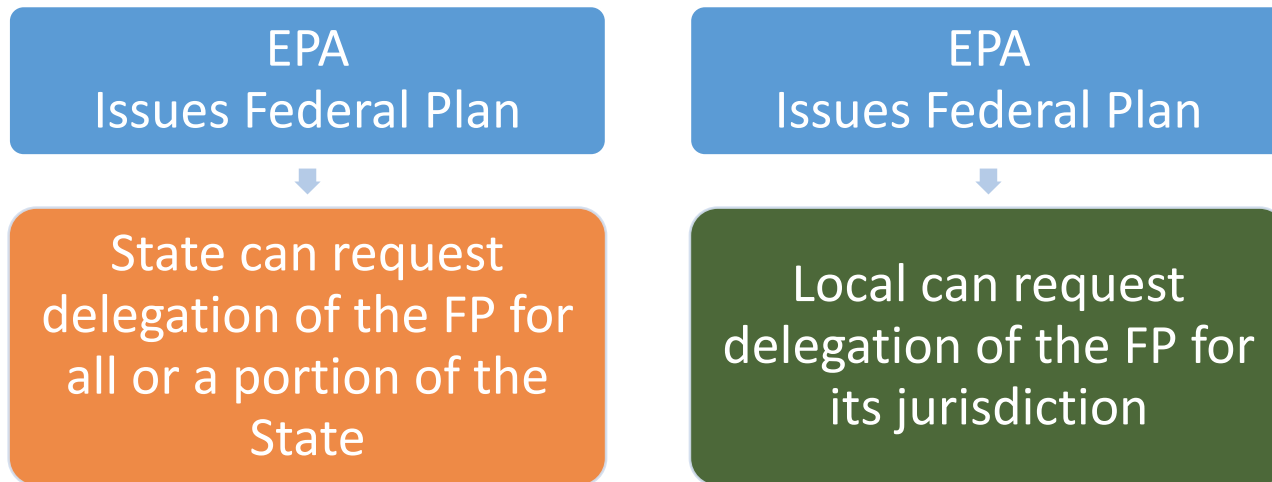 EPA
Issues Federal Plan
State can request
delegation of the FP for
all or a portion of the
State
EPA
Issues Federal Plan
Local can request
delegation of the FP for
its jurisdiction